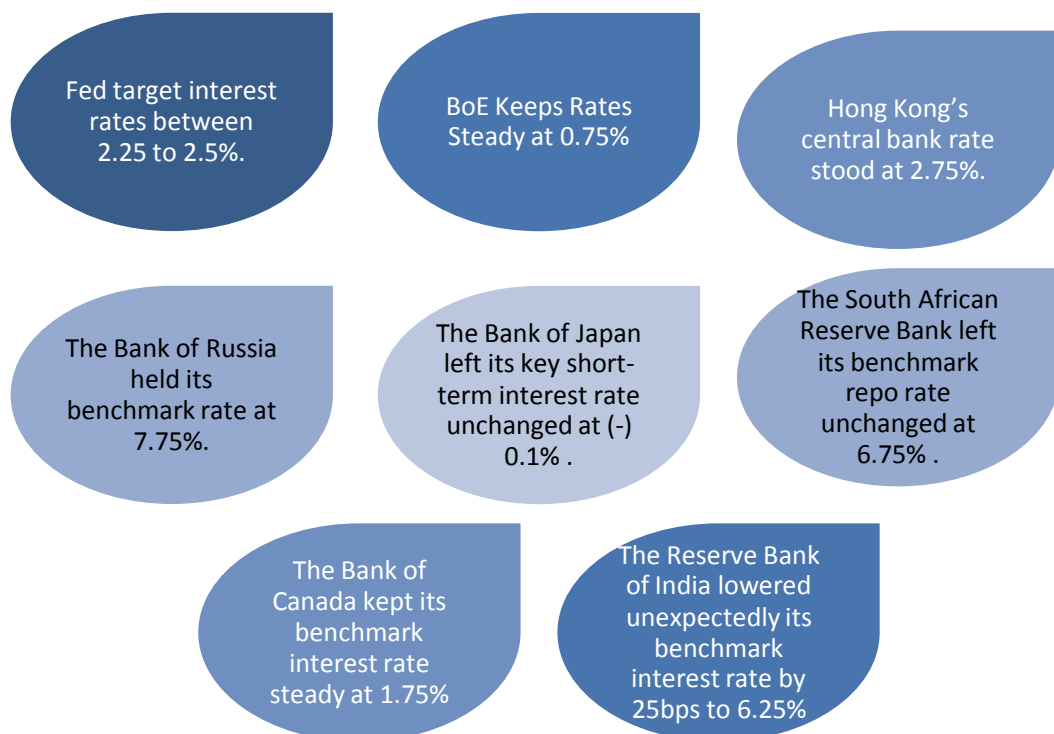 Fed target interest
rates between
2.25 to 2.5%.
BoE Keeps Rates
Steady at 0.75%
Hong Kong’s
central bank rate
stood at 2.75%.
The Bank of Russia
held its
benchmark rate at
7.75%.
The Bank of Japan
left its key short-
term interest rate
unchanged at (-)
0.1% .
The South African
Reserve Bank left
its benchmark
repo rate
unchanged at
6.75% .
The Bank of
Canada kept its
benchmark
interest rate
steady at 1.75%
The Reserve Bank
of India lowered
unexpectedly its
benchmark
interest rate by
25bps to 6.25%